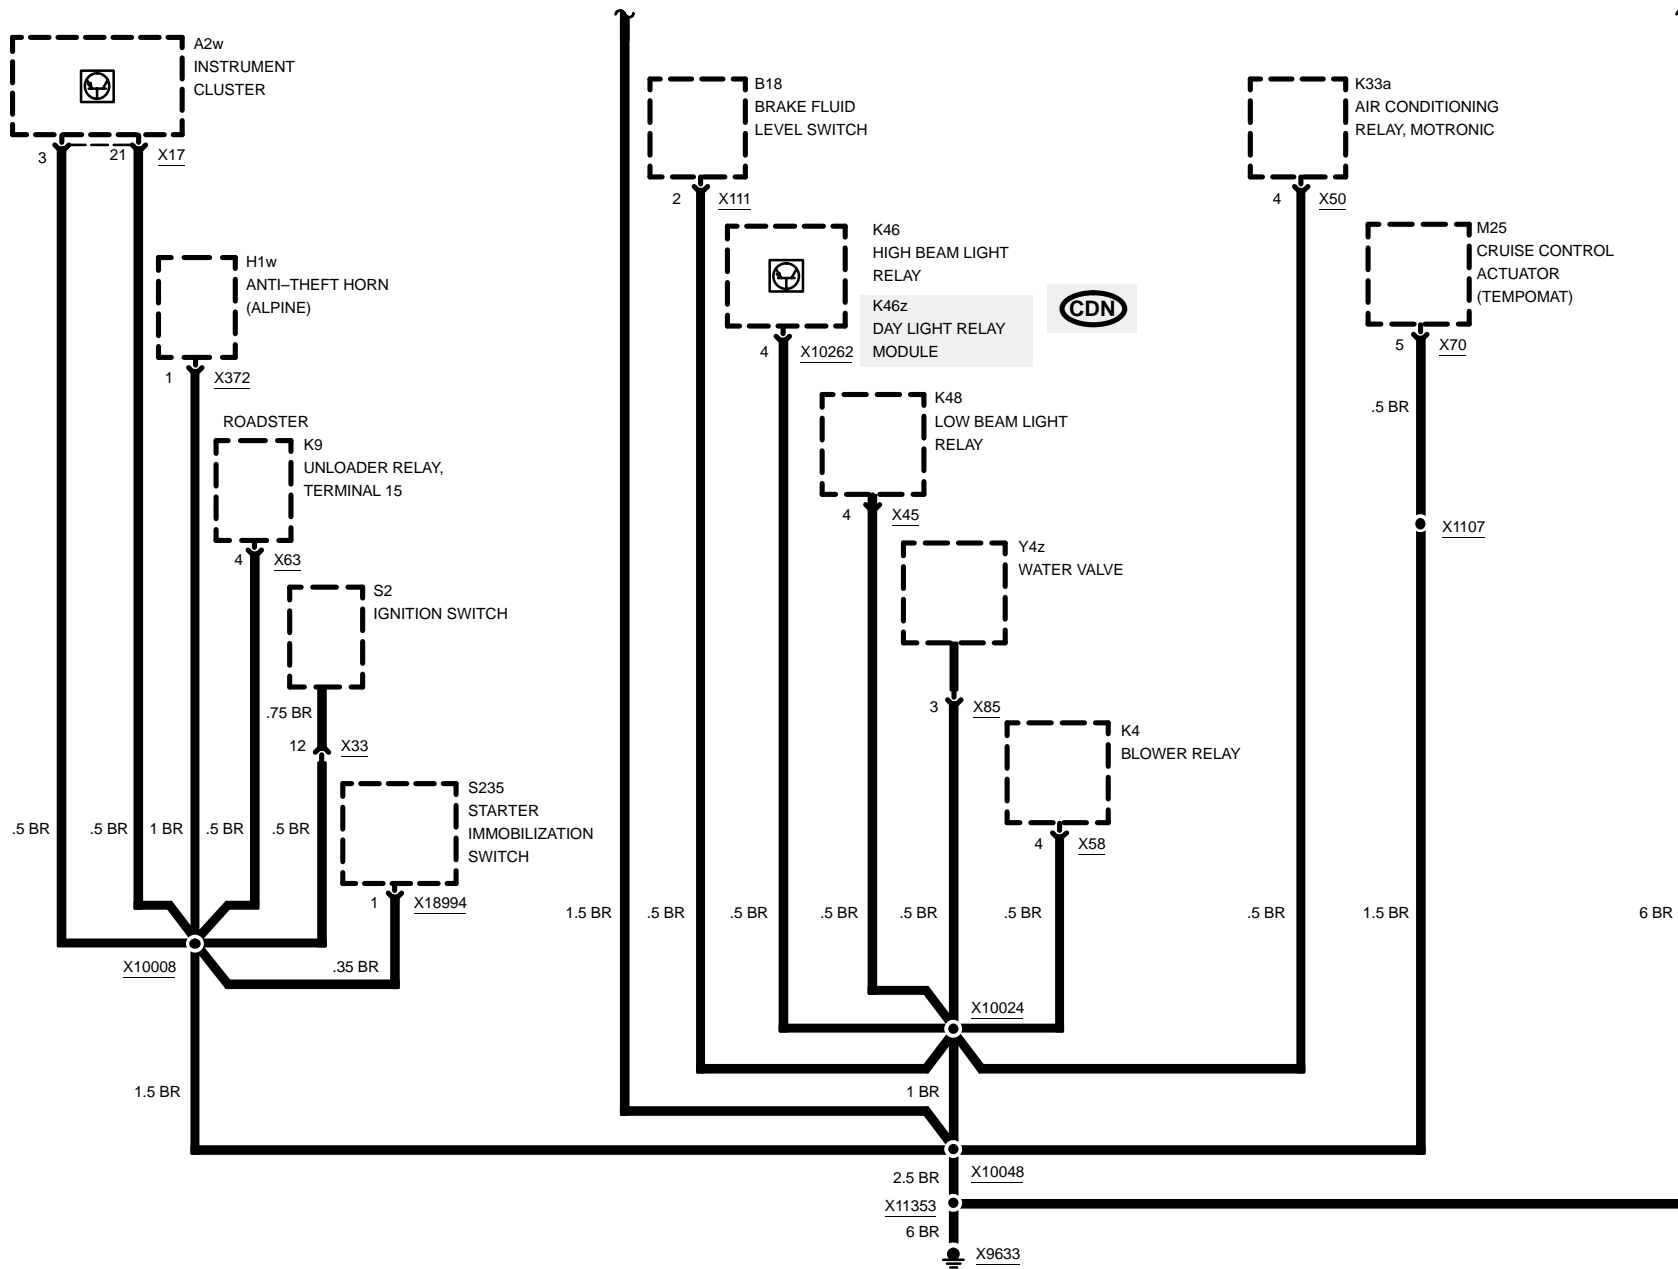 A2w
INSTRUMENT
CLUSTER
3
21
X17
H1w
ANTI–THEFT HORN
(ALPINE)
1
X372
ROADSTER
K9
UNLOADER RELAY,
TERMINAL 15
4
X63
S2
IGNITION SWITCH
.75 BR
12
X33
S235
STARTER
IMMOBILIZATION
SWITCH
.5 BR
.5 BR
1 BR
.5 BR
.5 BR
1
X18994
X10008
.35 BR
1.5 BR
B18
BRAKE FLUID
LEVEL SWITCH
2
X111
K46
HIGH BEAM LIGHT
RELAY
K46z
DAY LIGHT RELAY
MODULE
CDN
4
X10262
K48
LOW BEAM LIGHT
RELAY
4
X45
Y4z
WATER VALVE
3
X85
K4
BLOWER RELAY
4
X58
K33a
AIR CONDITIONING
RELAY, MOTRONIC
4
X50
M25
CRUISE CONTROL
ACTUATOR
(TEMPOMAT)
5
X70
.5 BR
X1107
1.5 BR
.5 BR
.5 BR
.5 BR
.5 BR
.5 BR
.5 BR
1.5 BR
6 BR
X10024
1 BR
X10048
2.5 BR
X11353
6 BR
X9633